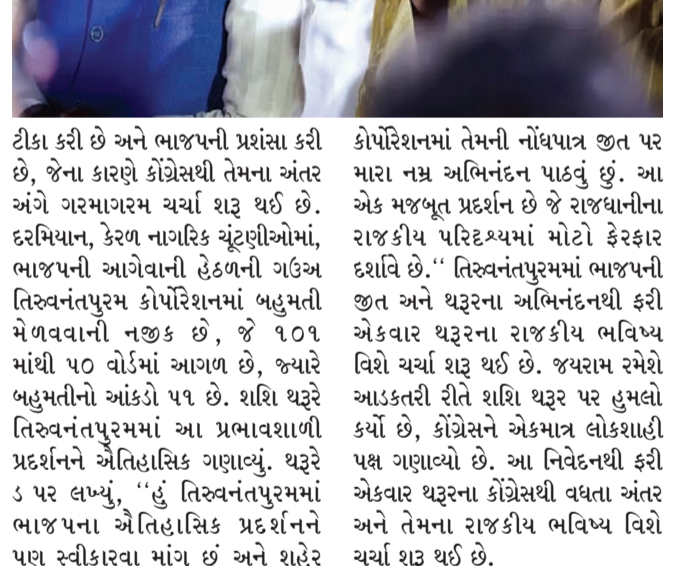 ટીકા કરી છે અને ભાજપની પ્રશંસા કરી
છે, જેના કારણે કોંગ્રેસથી તેમના અંતર
અંગે ગરમાગરમ ચર્ચા શરૂ થઈ છે.
દરમિયાન, કેરળ નાગરિક ચૂંટણીઓમાં,
ભાજપની આગેવાની હેઠળની ગઉઅ
તિરુવનંતપુરમ કોર્પોરેશનમાં બહુમતી
મેળવવાની નજીક છે, જે ૧૦૧
માંથી ૫૦ વોર્ડમાં આગળ છે, જ્યારે
બહુમતીનો આંકડો ૫૧ છે. શશિ થરૂરે
તિરુવનંતપુરમમાં આ પ્રભાવશાળી
પ્રદર્શનને ઐતિહાસિક ગણાવ્યું. થરૂરે
ડ પર લખ્યું, ‘‘હું તિરુવનંતપુરમમાં
ભાજપના ઐતિહાસિક પ્રદર્શનને
પણ સ્વીકારવા માંગ છું અને શહેર
કોર્પોરેશનમાં તેમની નોંધપાત્ર જીત પર
મારા નમ્ર અભિનંદન પાઠવું છું. આ
એક મજબૂત પ્રદર્શન છે જે રાજધાનીના
રાજકીય પરિદશ્યમાં મોટો ફેરફાર
દર્શાવે છે.‘‘ તિરુવનંતપુરમમાં ભાજપની
જીત અને થરૂરના અભિનંદનથી ફરી
એકવાર થરૂરના રાજકીય ભવિષ્ય
વિશે ચર્ચા શરૂ થઈ છે. જયરામ રમેશે
આડકતરી રીતે શશિ થરૂર પર હુમલો
કર્યો છે, કોંગ્રેસને એકમાત્ર લોકશાહી
પક્ષ ગણાવ્યો છે. આ નિવેદનથી ફરી
એકવાર થરૂરના કોંગ્રેસથી વધતા અંતર
અને તેમના રાજકીય ભવિષ્ય વિશે
ચર્ચા શરૂ થઈ છે.